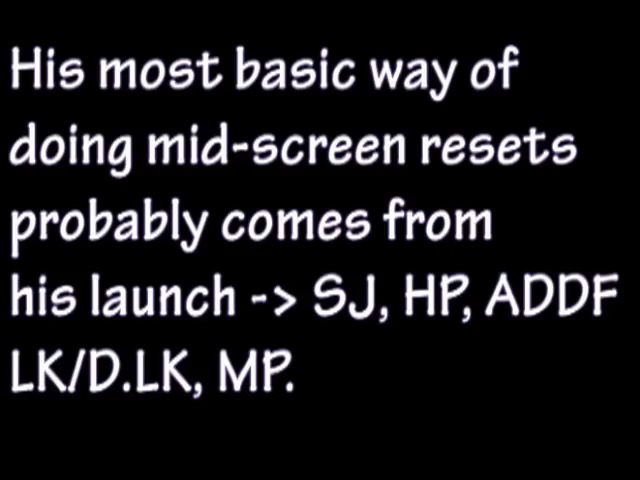 His most basic way of
doing mid-screen resets
probably comes from
his launch -> SJ, HP, ADDF
LK/D.LK, MP.